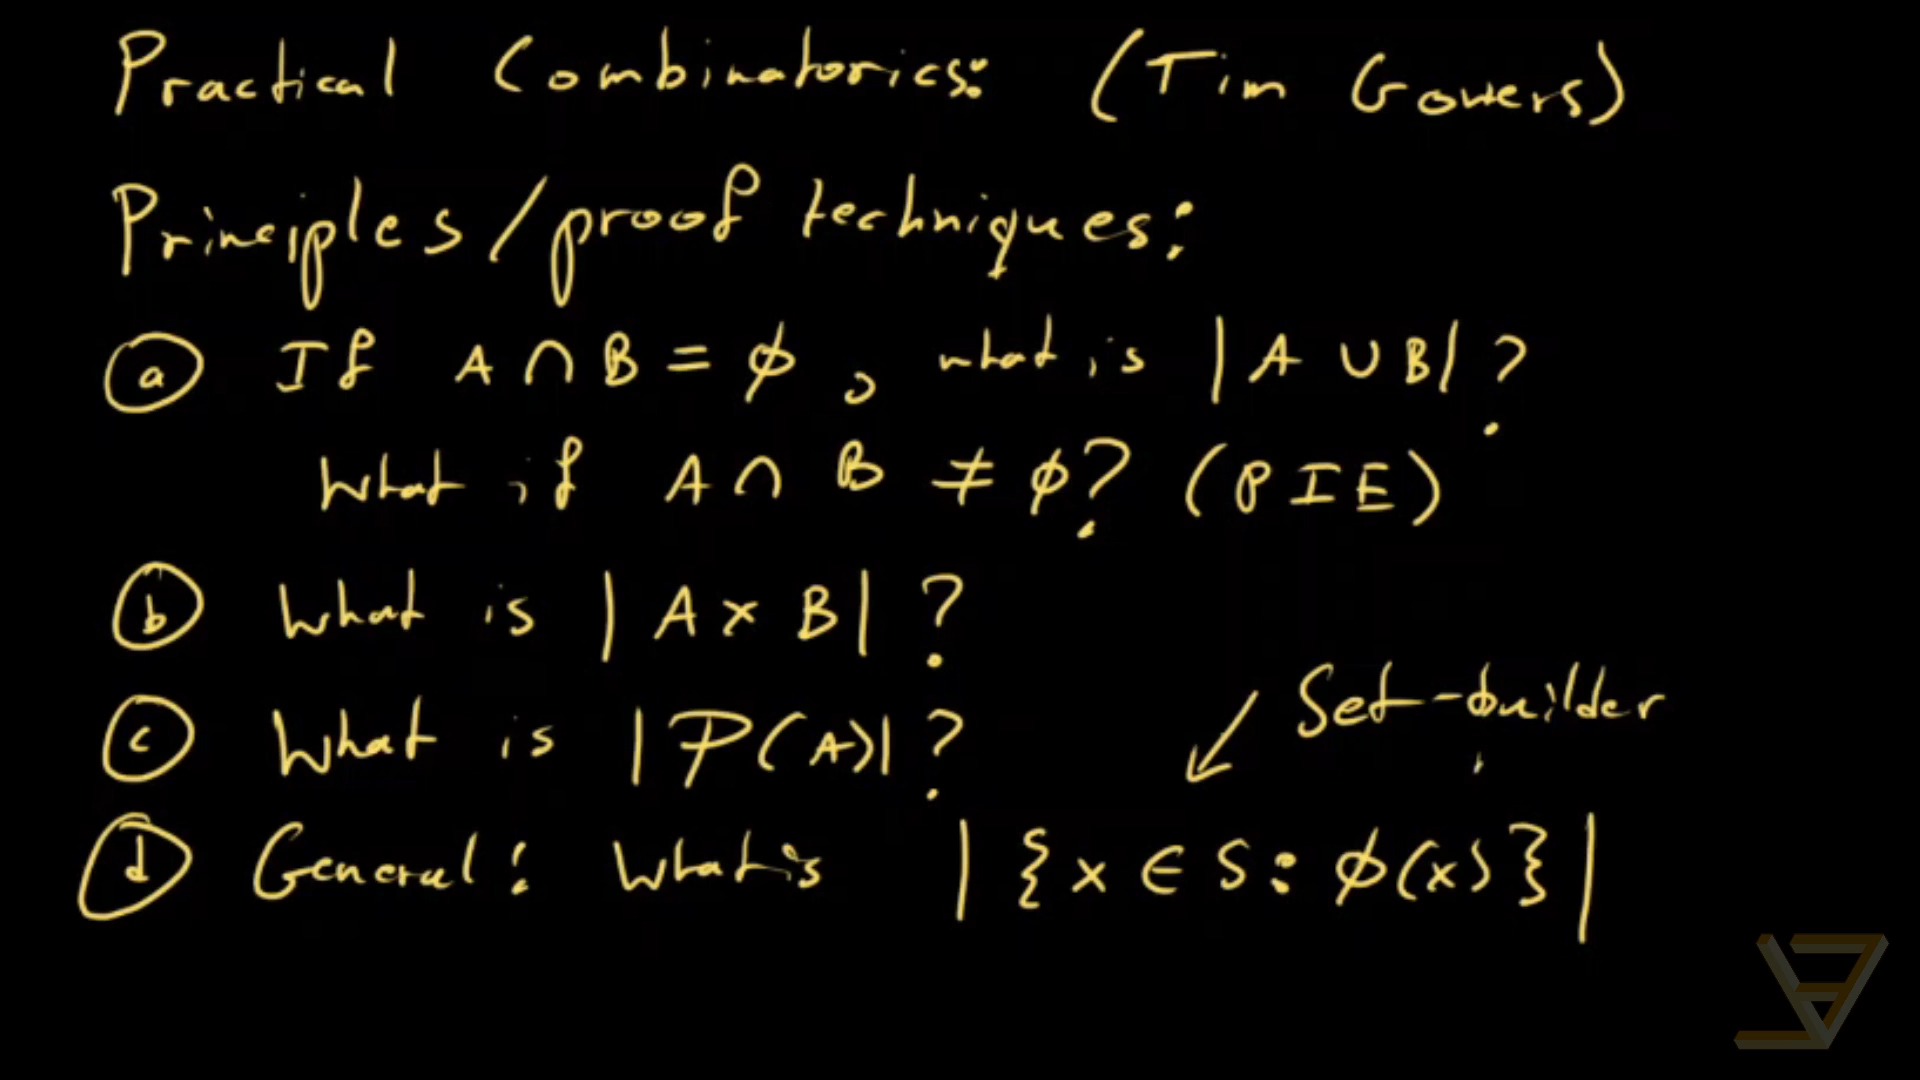 Practical Combinatorics: (Tim Gowers)
Principles/proof techniques:
(a) If A ∩ B = ∅, what is |A ∪ B|?
What if A ∩ B ≠ ∅? (PIE)
(b) What is |A × B|?
(c) What is |P(A)|?
Set-builder
(d) General: What is |{x ∈ S: ϕ(x)}|